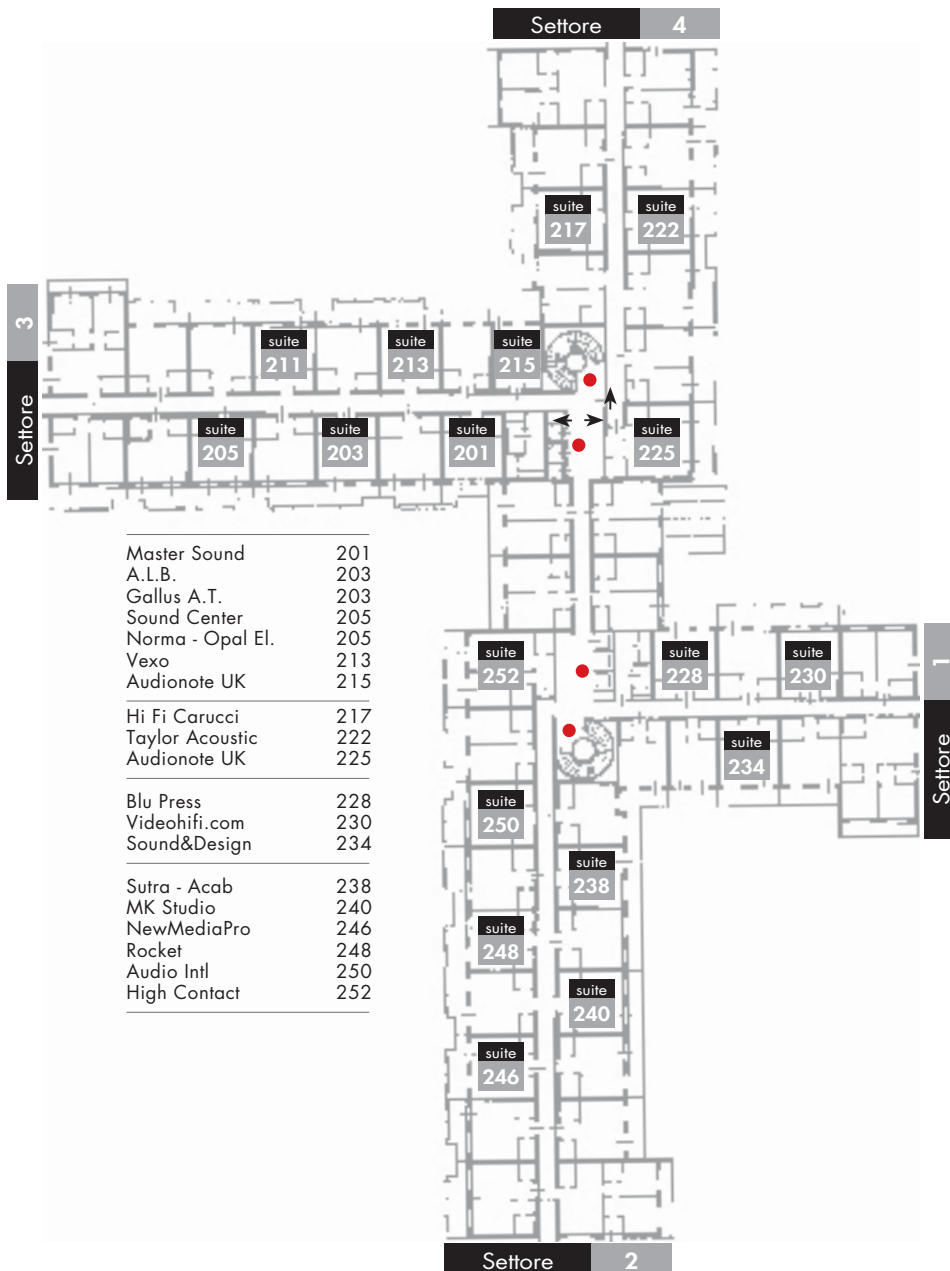 Settore 4
suite
217
suite
222
3
Settore
suite
211
suite
213
suite
215
suite
205
suite
203
suite
201
suite
225
Master Sound 201
A.L.B. 203
Gallus A.T. 203
Sound Center 205
Norma - Opal El. 205
Vexo 213
Audionote UK 215
Hi Fi Carucci 217
Taylor Acoustic 222
Audionote UK 225
Blu Press 228
Videohifi.com 230
Sound&Design 234
Sutra - Acab 238
MK Studio 240
NewMediaPro 246
Rocket 248
Audio Intl 250
High Contact 252
suite
252
suite
228
suite
230
1
Settore
suite
234
suite
250
suite
238
suite
248
suite
240
suite
246
Settore 2